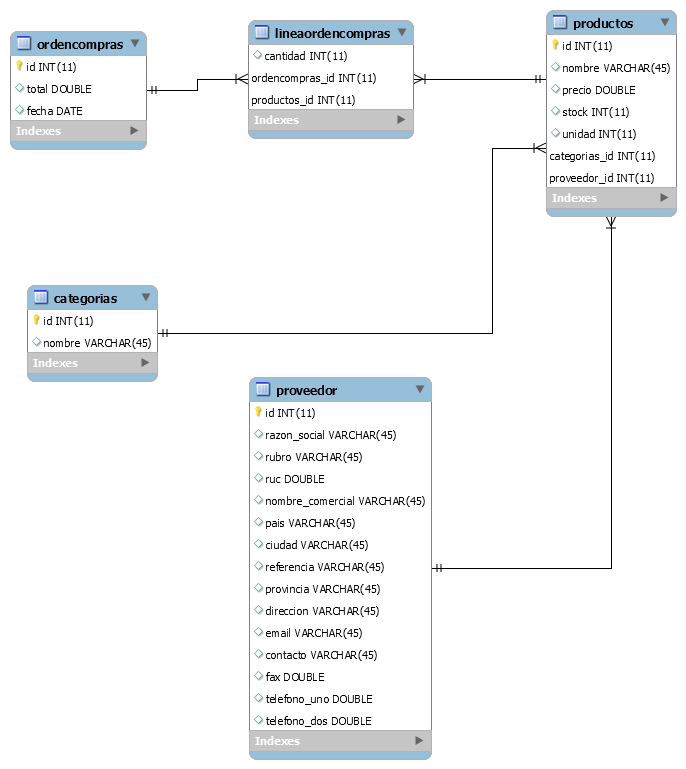 ordencompras
id INT(11)
total DOUBLE
fecha DATE
Indexes
lineaordencompras
cantidad INT(11)
ordencompras_id INT(11)
productos_id INT(11)
Indexes
productos
id INT(11)
nombre VARCHAR(45)
precio DOUBLE
stock INT(11)
unidad INT(11)
categorias_id INT(11)
proveedor_id INT(11)
Indexes
categorias
id INT(11)
nombre VARCHAR(45)
Indexes
proveedor
id INT(11)
razon_social VARCHAR(45)
rubro VARCHAR(45)
ruc DOUBLE
nombre_comercial VARCHAR(45)
pais VARCHAR(45)
ciudad VARCHAR(45)
referencia VARCHAR(45)
provincia VARCHAR(45)
direccion VARCHAR(45)
email VARCHAR(45)
contacto VARCHAR(45)
fax DOUBLE
telefono_uno DOUBLE
telefono_dos DOUBLE
Indexes